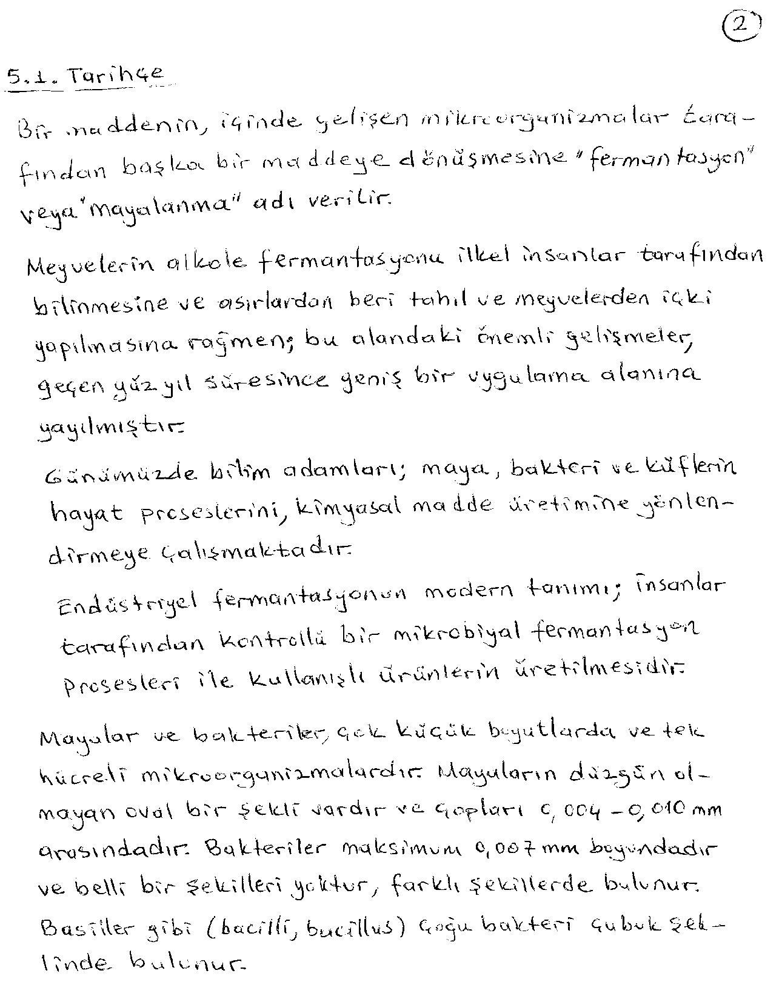 2
5.1. Tarihçe
Bir maddenin, içinde gelişen mikroorganizmalar tara-
fından başka bir maddeye dönüşmesine "fermantasyon"
veya "mayalanma" adı verilir.
Meyvelerin alkole fermantasyonu ilkel insanlar tarafından
bilinmesine ve asırlardan beri tahıl ve meyvelerden içki
yapılmasına rağmen; bu alandaki önemli gelişmeler,
geçen yüz yıl süresince geniş bir uygulama alanına
yayılmıştır.
Günümüzde bilim adamları; maya, bakteri ve küflerin
hayat proseslerini, kimyasal madde üretimine yönlen-
dirmeye çalışmaktadır.
Endüstriyel fermantasyonun modern tanımı; insanlar
tarafından kontrollü bir mikrobiyal fermantasyon
prosesleri ile kullanışlı ürünlerin üretilmesidir.
Mayalar ve bakteriler, çok küçük boyutlarda ve tek
hücreli mikroorganizmalardır. Mayaların düzgün ol-
mayan oval bir şekli vardır ve çapları 0,004 - 0,010 mm
arasındadır. Bakteriler maksimum 0,007 mm boyundadır
ve belli bir şekilleri yoktur, farklı şekillerde bulunur.
Basiller gibi (bacilli, bacillus) çoğu bakteri çubuk şek-
linde bulunur.